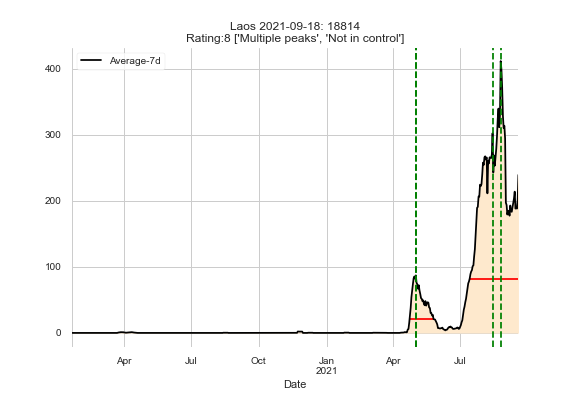 Laos 2021-09-18: 18814
Rating:8 ['Multiple peaks', 'Not in control']
Average-7d
400
300
200
100
0
Apr
Jul
Oct
Jan
2021
Apr
Jul
Date